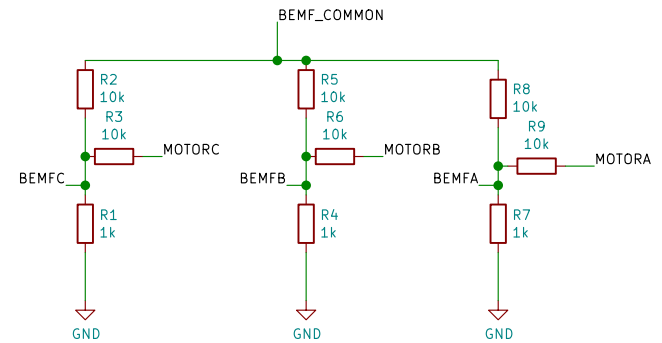 BEMF_COMMON
R2
10k
R5
10k
R8
10k
R3
10k
R6
10k
R9
10k
MOTORC
MOTORB
MOTORA
BEMFC
BEMFB
BEMFA
R1
1k
R4
1k
R7
1k
GND
GND
GND